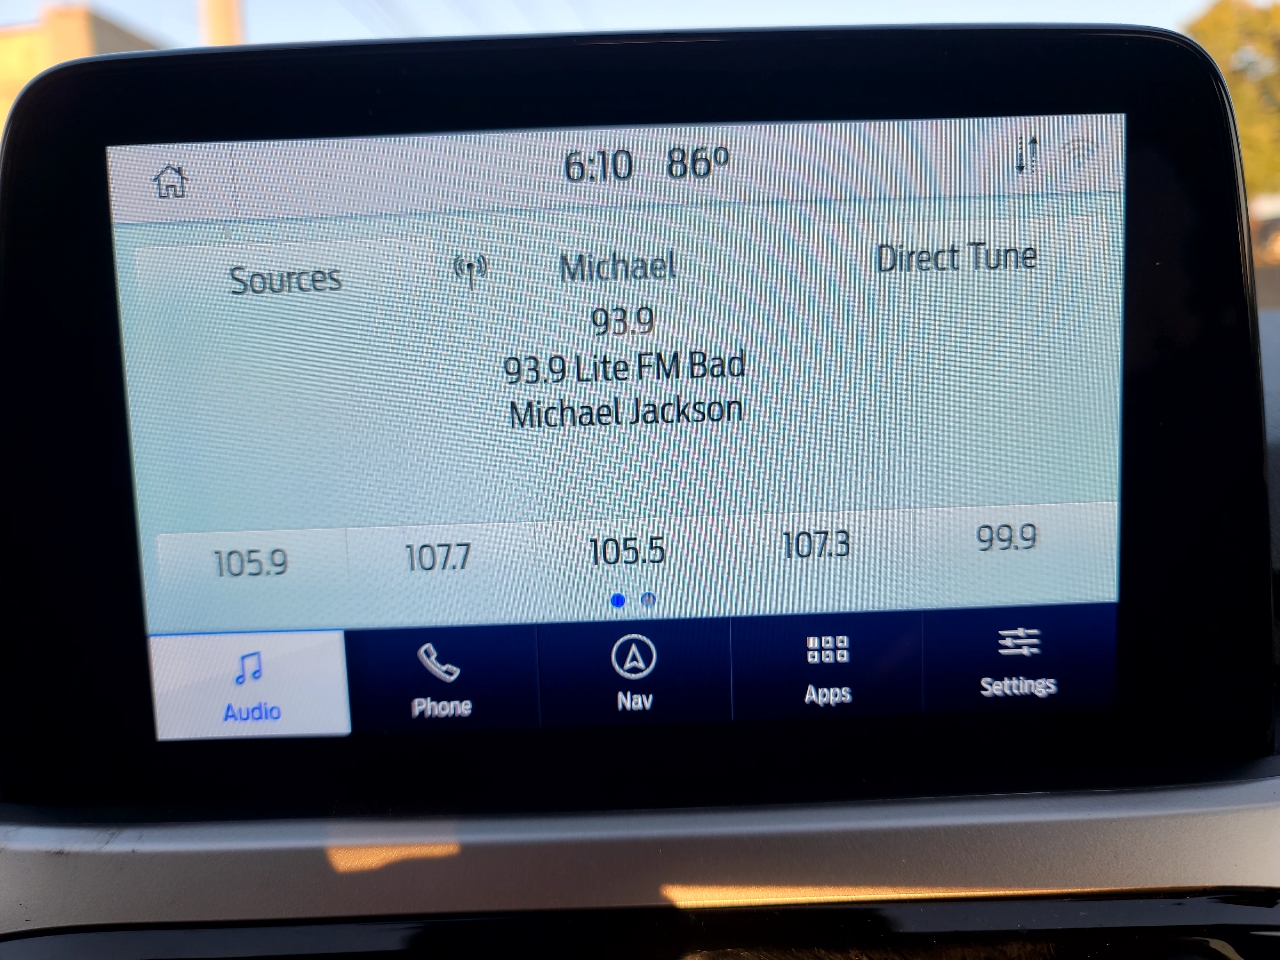 6:10 86º
Sources Michael Direct Tune
93.9
93.9 Lite FM Bad
Michael Jackson
105.9 107.7 105.5 107.3 99.9
Audio Phone Nav Apps Settings